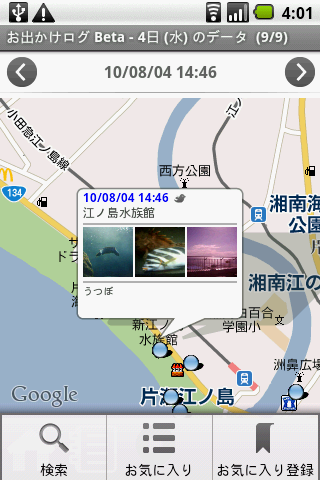 4:01
お出かけログ Beta - 4日 (水) のデータ (9/9)
10/08/04 14:46
小田急江ノ島線
江ノ
134
西方公園
湘南海
公園
10/08/04 14:46
江ノ島水族館
うつぼ
湘南江の
新江ノ
水族館
百合
学園小
洲鼻広場
片瀬江ノ島
Google
検索
お気に入り
お気に入り登録